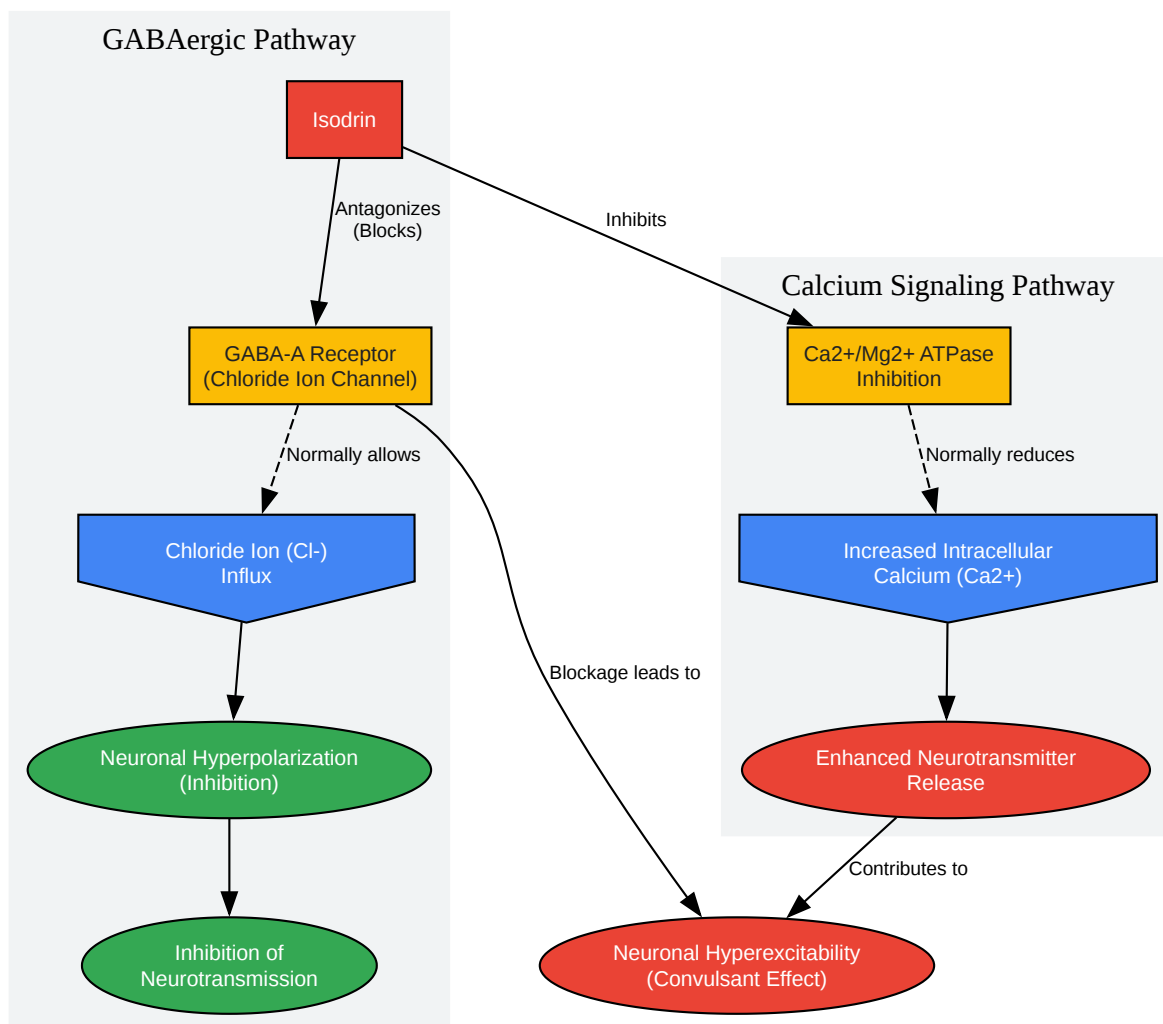 GABAergic Pathway
Isodrin
Antagonizes
(Blocks)
Inhibits
Calcium Signaling Pathway
GABA-A Receptor
(Chloride Ion Channel)
Ca2+/Mg2+ ATPase
Inhibition
Normally allows
Normally reduces
Chloride Ion (Cl-)
Influx
Increased Intracellular
Calcium (Ca2+)
Blockage leads to
Neuronal Hyperpolarization
(Inhibition)
Enhanced Neurotransmitter
Release
Contributes to
Inhibition of
Neurotransmission
Neuronal Hyperexcitability
(Convulsant Effect)